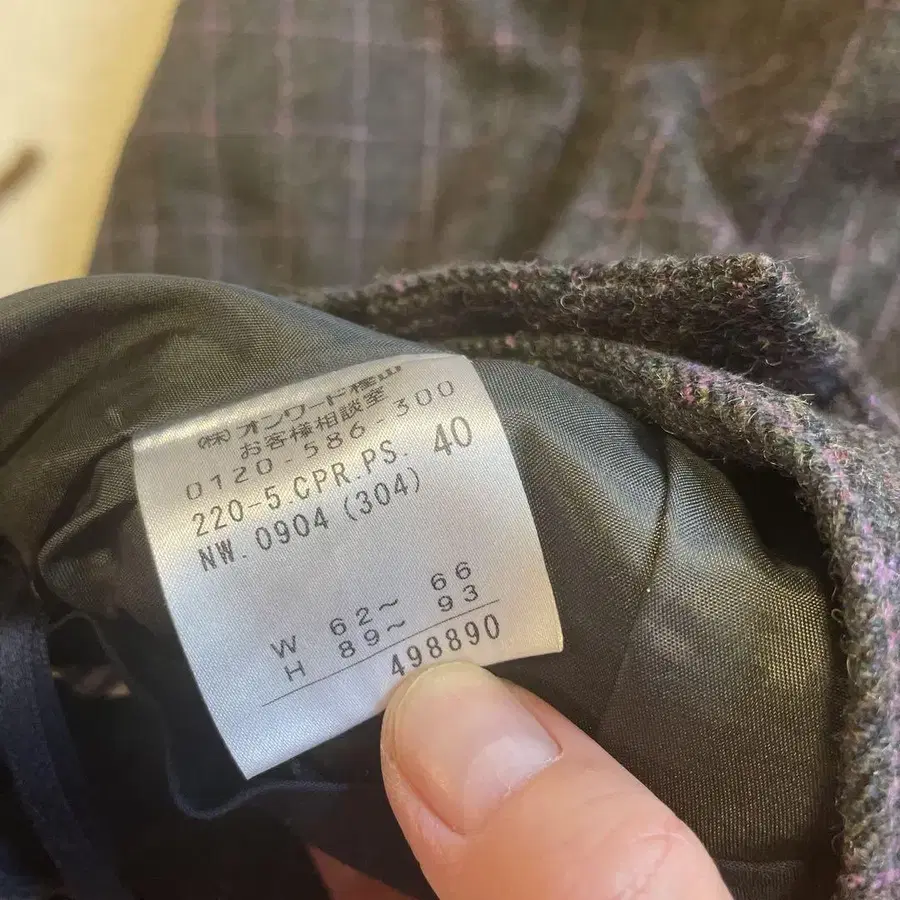 (株)オンワード樫山
お客様相談室
0120-586-300
220-5.CPR.PS. 40
NW.0904 (304)
W 62~ 66
H 89~ 93
498890